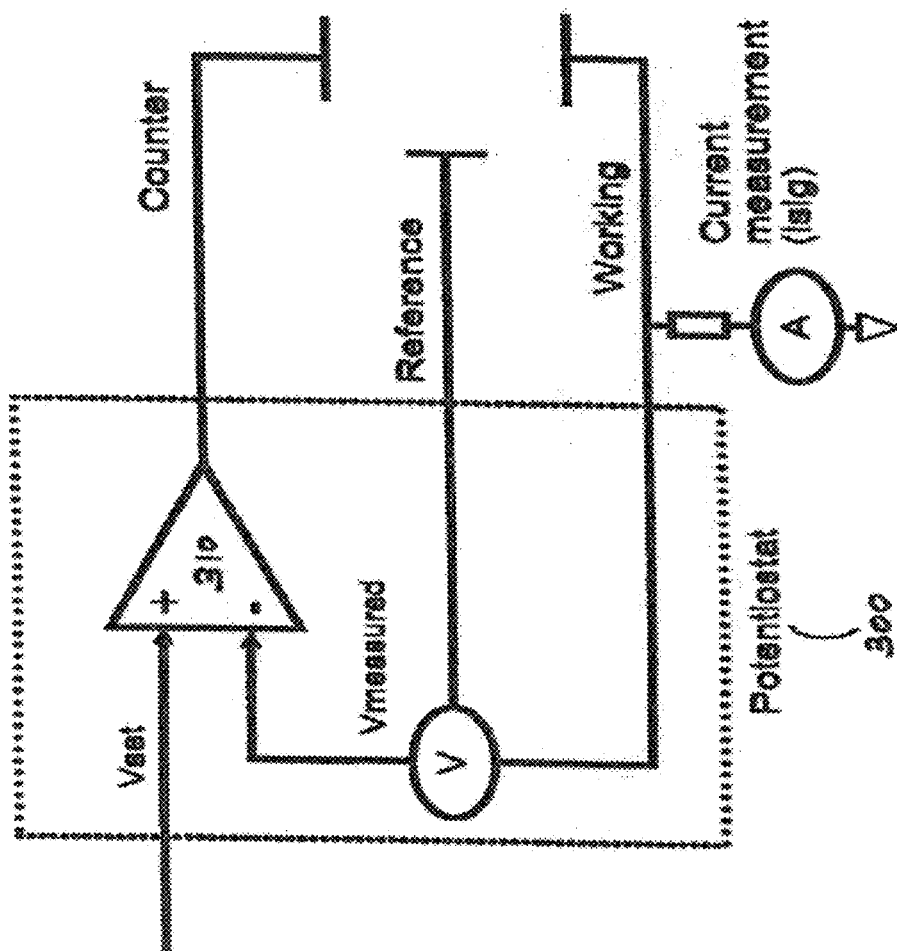 Counter
Reference
Working
Current
measurement
(Isig)
A
+
310
-
Vset
Vmeasured
V
Potentiostat
300